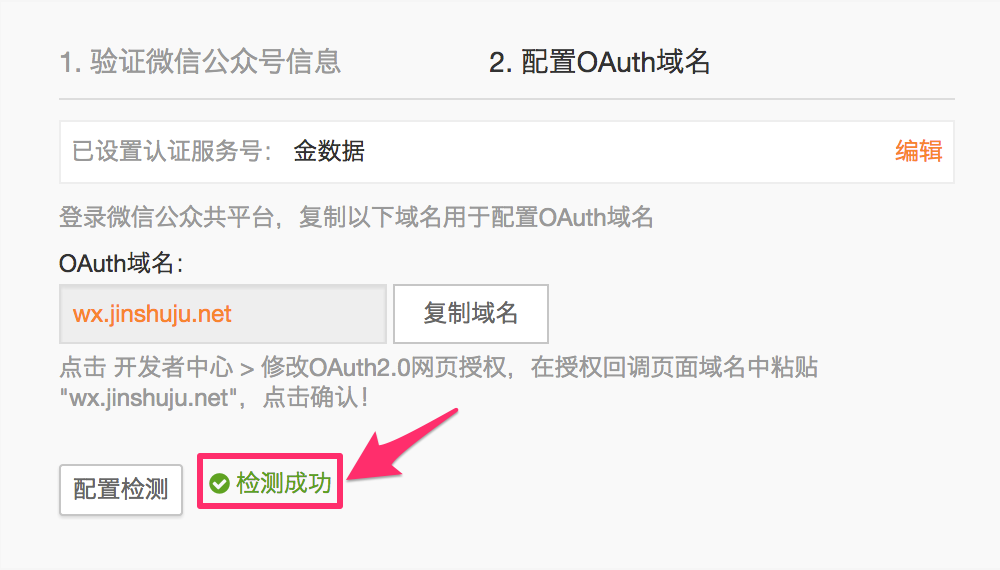 1. 验证微信公众号信息
2. 配置OAuth域名
已设置认证服务号： 金数据 编辑
登录微信公众共平台，复制以下域名用于配置OAuth域名
OAuth域名：
wx.jinshuju.net 复制域名
点击 开发者中心 > 修改OAuth2.0网页授权，在授权回调页面域名中粘贴
"wx.jinshuju.net"，点击确认！
配置检测 检测成功